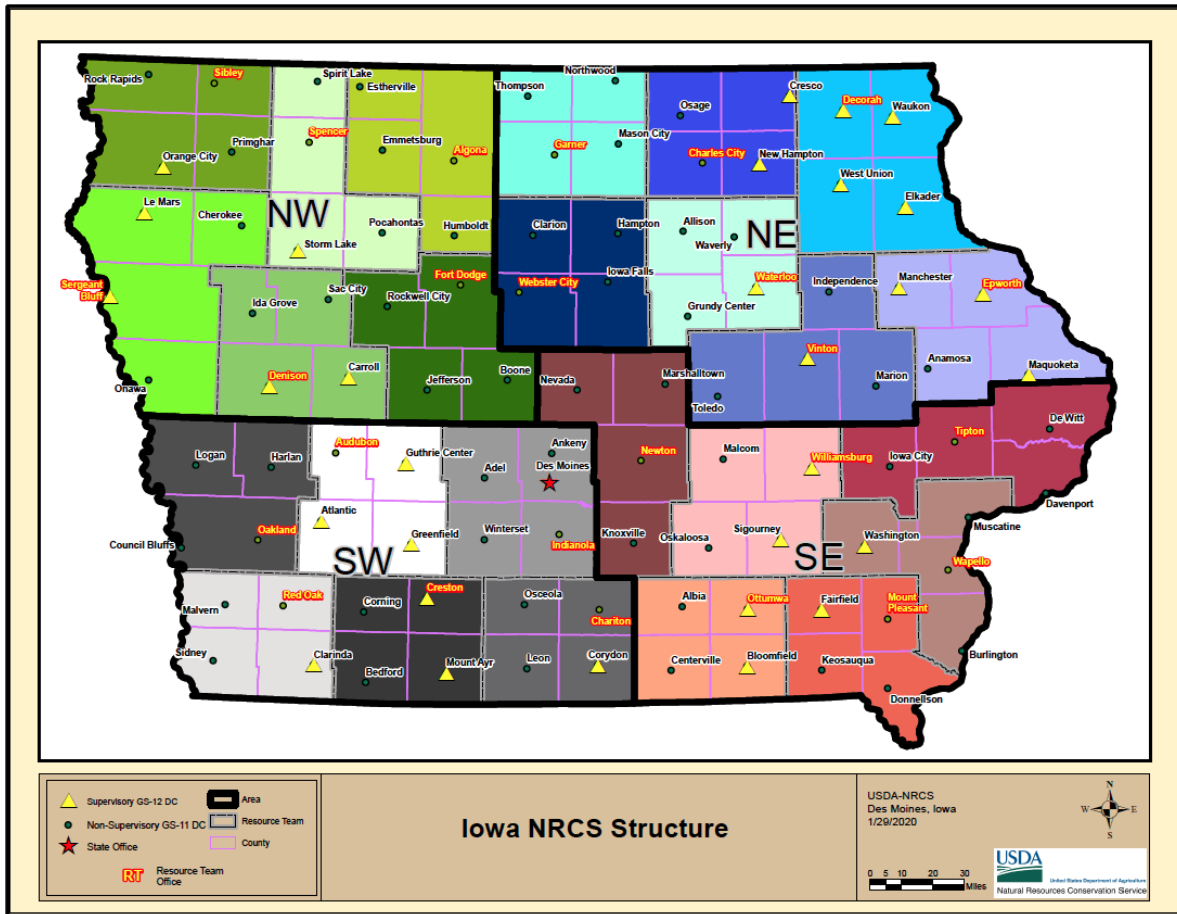 Rock Rapids
Sibley
Spirit Lake
Estherville
Thompson
Northwood
Osage
Cresco
Decorah
Waukon
Primghar
Spencer
Emmetsburg
Algona
Garner
Mason City
Charles City
New Hampton
Orange City
West Union
Elkader
Le Mars
Cherokee
NW
Pocahontas
Humboldt
Storm Lake
Clarion
Hampton
Allison
Waverly
NE
Sergeant
Bluff
Ida Grove
Sac City
Rockwell City
Fort Dodge
Webster City
Iowa Falls
Grundy Center
Waterloo
Independence
Manchester
Epworth
Onawa
Denison
Carroll
Jefferson
Boone
Nevada
Marshalltown
Toledo
Vinton
Marion
Anamosa
Maquoketa
Logan
Harlan
Audubon
Guthrie Center
Adel
Ankeny
Des Moines
Newton
Malcom
Williamsburg
Iowa City
Tipton
De Witt
Davenport
Council Bluffs
Oakland
Atlantic
Greenfield
Winterset
Indianola
Knoxville
Oskaloosa
Sigourney
Washington
Muscatine
SW
SE
Wapello
Malvern
Red Oak
Corning
Creston
Osceola
Chariton
Albia
Ottumwa
Fairfield
Mount
Pleasant
Sidney
Clarinda
Bedford
Mount Ayr
Leon
Corydon
Centerville
Bloomfield
Keosauqua
Burlington
Donnellson
Supervisory GS-12 DC
Non-Supervisory GS-11 DC
State Office
RT
Resource Team
Office
Area
Resource Team
County
Iowa NRCS Structure
USDA-NRCS
Des Moines, Iowa
1/29/2020
N
W
E
S
0 5 10 20 30
Miles
USDA
United States Department of Agriculture
Natural Resources Conservation Service